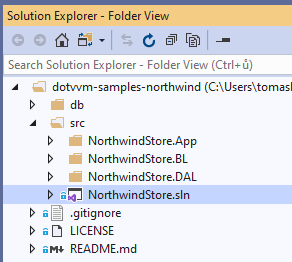 Solution Explorer - Folder View
Search Solution Explorer - Folder View (Ctrl+ů)
dotvvm-samples-northwind (C:\Users\tomasl
db
src
NorthwindStore.App
NorthwindStore.BL
NorthwindStore.DAL
NorthwindStore.sln
.gitignore
LICENSE
README.md